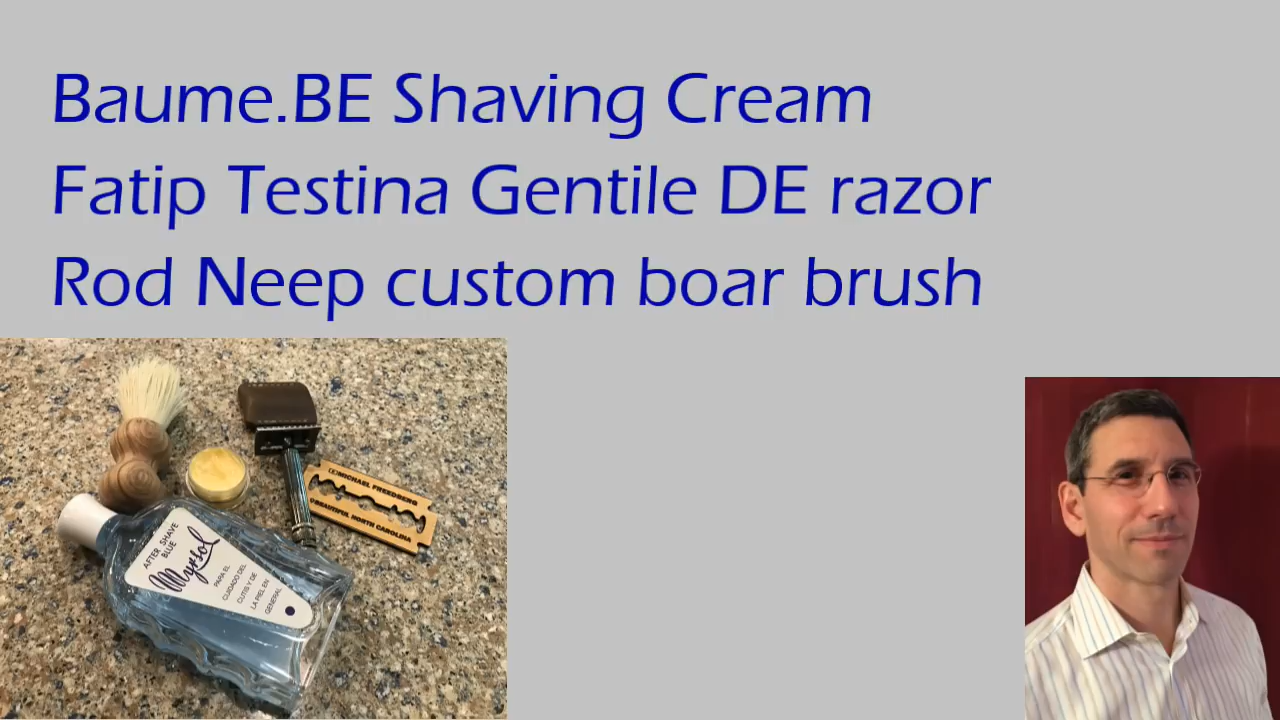 Baume.BE Shaving Cream
Fatip Testina Gentile DE razor
Rod Neep custom boar brush
MICHAEL FREEDBERG
BEAUTIFUL NORTH CAROLINA
AFTER SHAVE
BLUE
Myrsol
PARA EL
CUIDADO DEL
CUTIS Y DE
LA PIEL EN
GENERAL